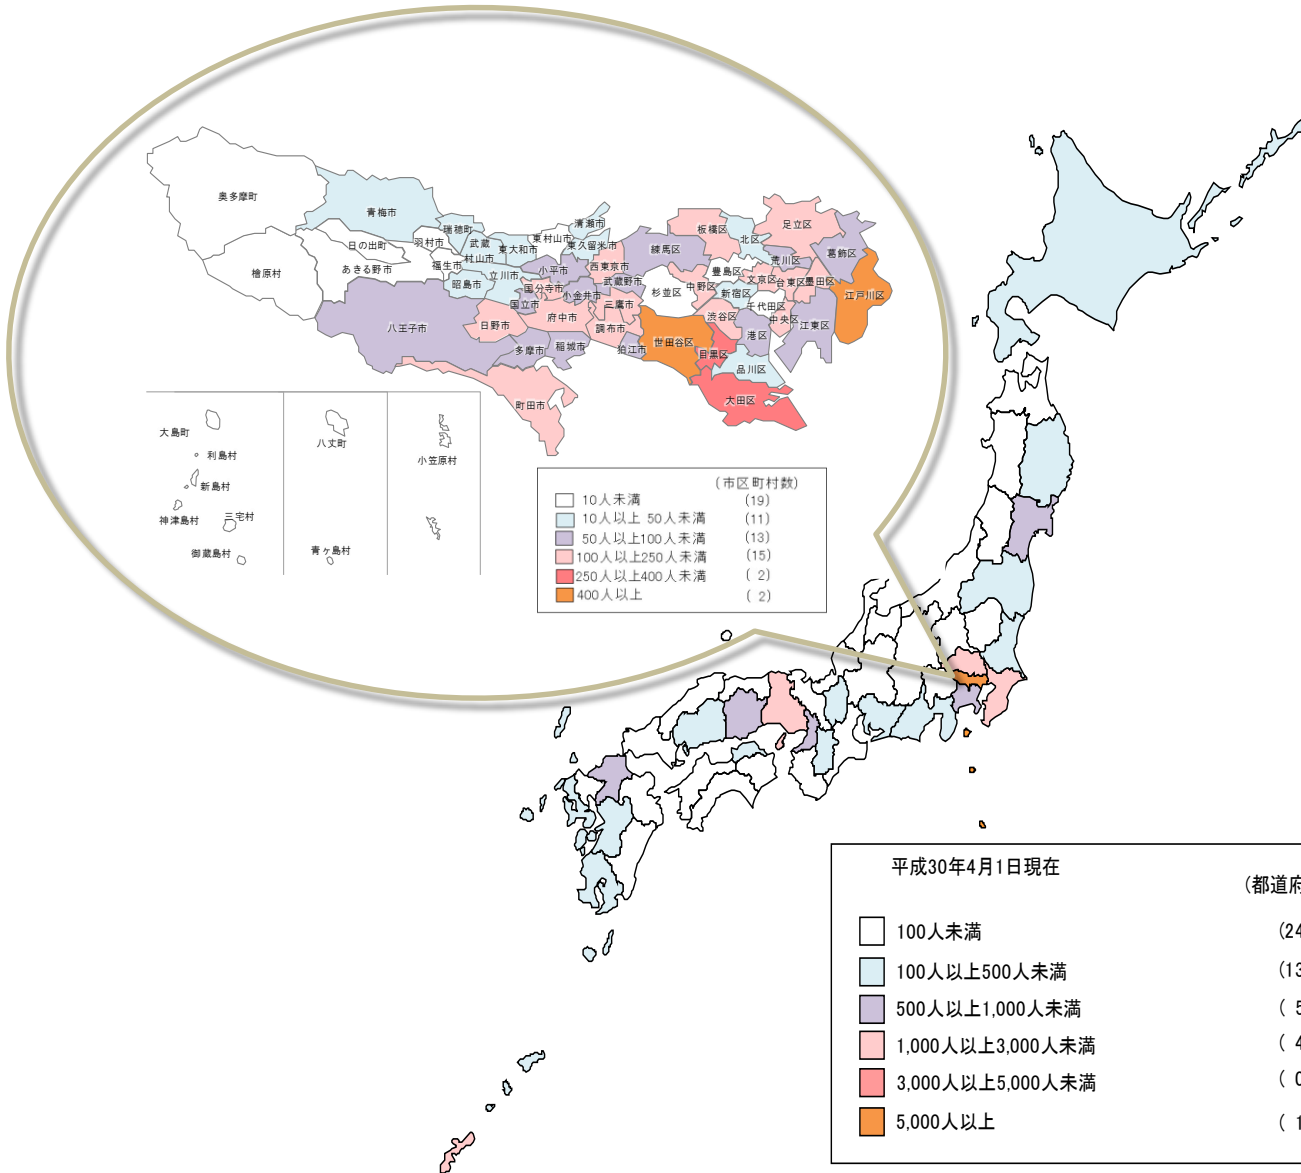 奥多摩町
青梅市
瑞穂町
羽村市
日の出町
檜原村
あきる野市
福生市
武蔵
村山市
東大和市
東村山市
清瀬市
東久留米市
昭島市
立川市
小平市
西東京市
練馬区
板橋区
北区
足立区
荒川区
葛飾区
国分寺市
小金井市
武蔵野市
杉並区
中野区
豊島区
文京区
台東区
墨田区
江戸川区
国立市
八王子市
日野市
府中市
三鷹市
調布市
新宿区
千代田区
渋谷区
中央区
江東区
港区
多摩市
稲城市
狛江市
世田谷区
目黒区
品川区
大田区
町田市
大島町
利島村
新島村
神津島村
三宅村
御蔵島村
八丈町
青ヶ島村
小笠原村
(市区町村数)
10人未満 (19)
10人以上 50人未満 (11)
50人以上100人未満 (13)
100人以上250人未満 (15)
250人以上400人未満 ( 2)
400人以上 ( 2)
平成30年4月1日現在
(都道府
100人未満 (24
100人以上500人未満 (13
500人以上1,000人未満 ( 5
1,000人以上3,000人未満 ( 4
3,000人以上5,000人未満 ( 0
5,000人以上 ( 1